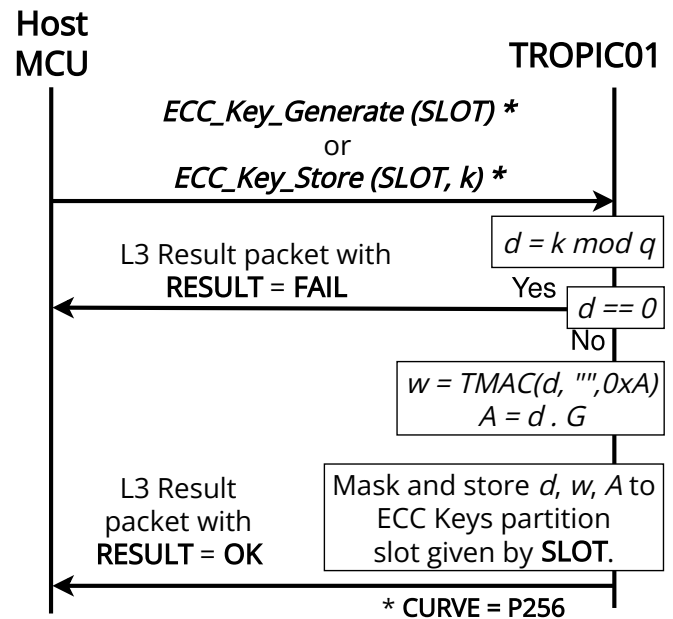 Host
MCU
TROPIC01
ECC_Key_Generate (SLOT) *
or
ECC_Key_Store (SLOT, k) *
d = k mod q
L3 Result packet with
RESULT = FAIL
Yes
d == 0
No
w = TMAC(d, "",0xA)
A = d . G
Mask and store d, w, A to
ECC Keys partition
slot given by SLOT.
L3 Result
packet with
RESULT = OK
* CURVE = P256